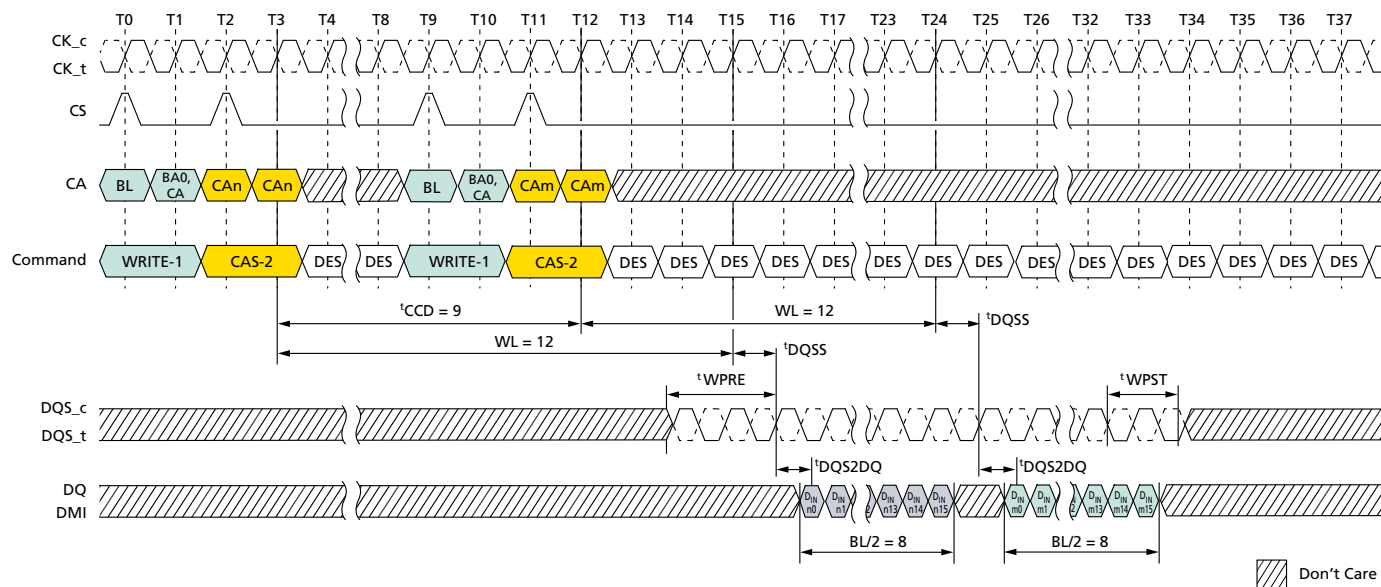 T0 T1 T2 T3 T4 T8 T9 T10 T11 T12 T13 T14 T15 T16 T17 T23 T24 T25 T26 T32 T33 T34 T35 T36 T37
CK_c
CK_t
CS
CA BL BA0, CA CAn CAn BL BA0, CA CAm CAm
Command WRITE-1 CAS-2 DES DES WRITE-1 CAS-2 DES DES DES DES DES DES DES DES DES DES DES DES DES DES DES
tCCD = 9 WL = 12 tDQSS
WL = 12 tDQSS
tWPRE tWPST
DQS_c
DQS_t
tDQS2DQ tDQS2DQ
DQ
DMI
DIN n0 DIN n1 DIN n13 DIN n14 DIN n15 DIN m0 DIN m1 DIN m13 DIN m14 DIN m15
BL/2 = 8 BL/2 = 8
Don't Care